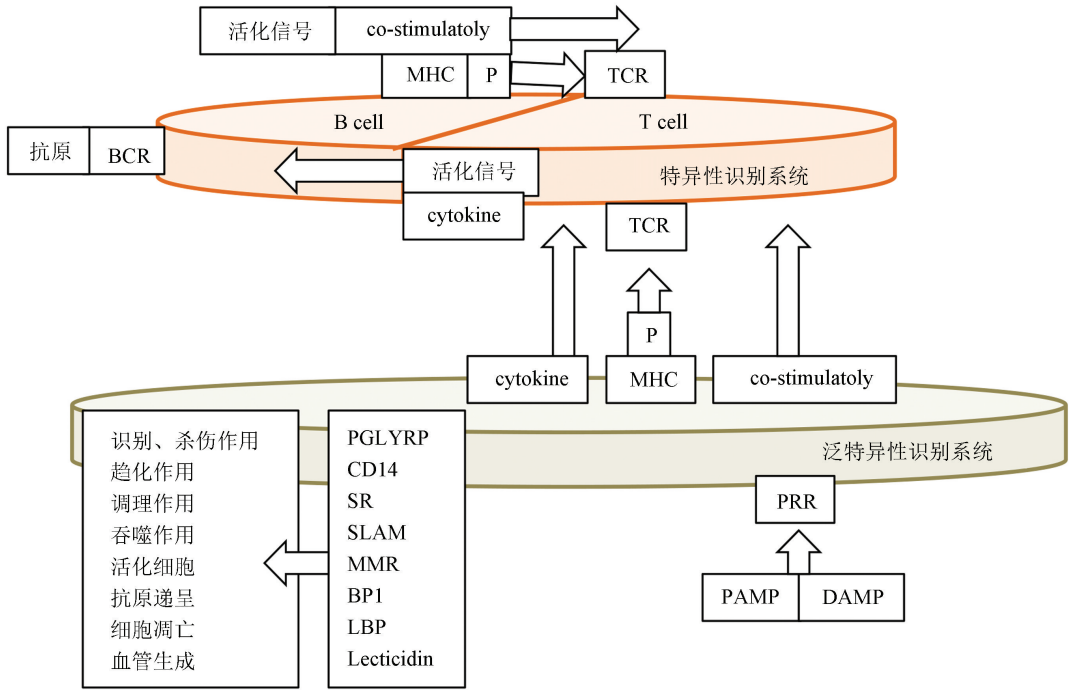 活化信号 co-stimulatoly
MHC P TCR
B cell T cell
抗原 BCR
活化信号
特异性识别系统
cytokine
TCR
P
cytokine MHC co-stimulatoly
识别、杀伤作用
趋化作用
调理作用
吞噬作用
活化细胞
抗原递呈
细胞凋亡
血管生成
PGLYRP
CD14
SR
SLAM
MMR
BP1
LBP
Lecticidin
泛特异性识别系统
PRR
PAMP DAMP